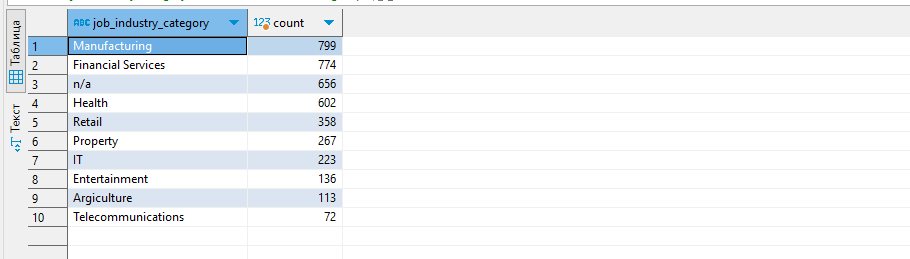 ABC job_industry_category 123 count
Таблица
1 Manufacturing 799
2 Financial Services 774
3 n/a 656
4 Health 602
Текст
5 Retail 358
6 Property 267
7 IT 223
8 Entertainment 136
9 Argiculture 113
10 Telecommunications 72